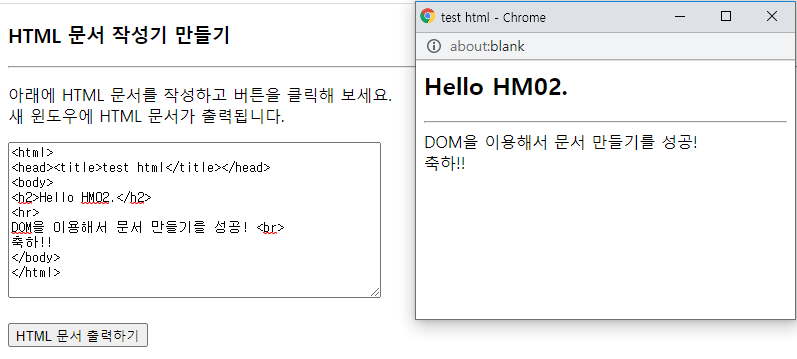 HTML 문서 작성기 만들기
아래에 HTML 문서를 작성하고 버튼을 클릭해 보세요.
새 윈도우에 HTML 문서가 출력됩니다.
<html>
<head><title>test html</title></head>
<body>
<h2>Hello HM02.</h2>
<hr>
DOM을 이용해서 문서 만들기를 성공! <br>
축하!!
</body>
</html>
HTML 문서 출력하기
test html - Chrome
about:blank
Hello HM02.
DOM을 이용해서 문서 만들기를 성공!
축하!!